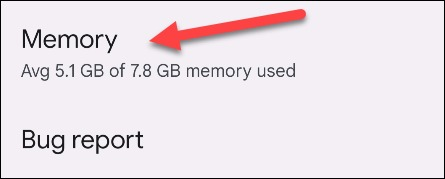 Memory
Avg 5.1 GB of 7.8 GB memory used
Bug report